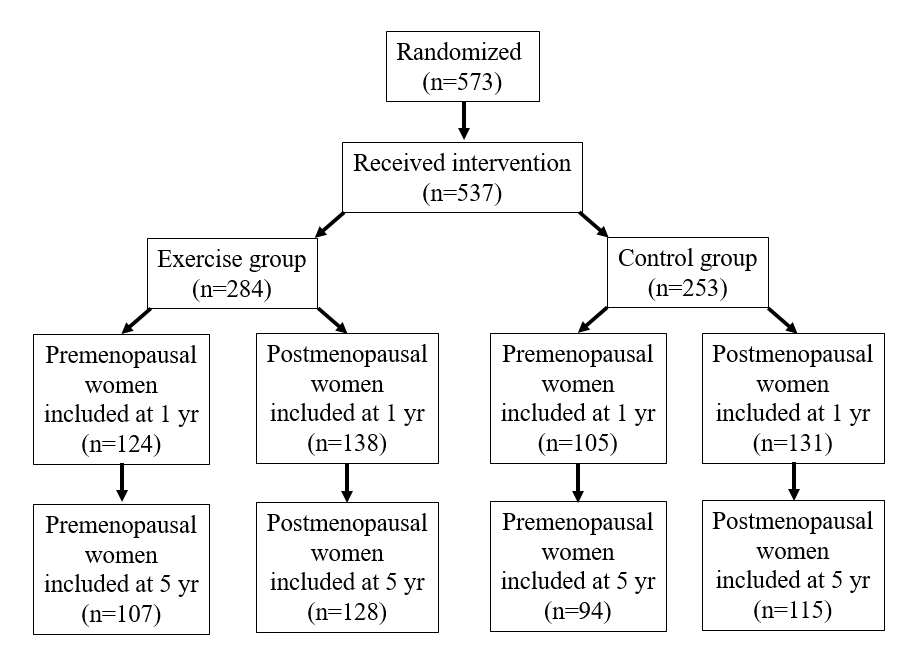 Randomized
(n=573)
Received intervention
(n=537)
Exercise group
(n=284)
Control group
(n=253)
Premenopausal
women
included at 1 yr
(n=124)
Postmenopausal
women
included at 1 yr
(n=138)
Premenopausal
women
included at 1 yr
(n=105)
Postmenopausal
women
included at 1 yr
(n=131)
Premenopausal
women
included at 5 yr
(n=107)
Postmenopausal
women
included at 5 yr
(n=128)
Premenopausal
women
included at 5 yr
(n=94)
Postmenopausal
women
included at 5 yr
(n=115)